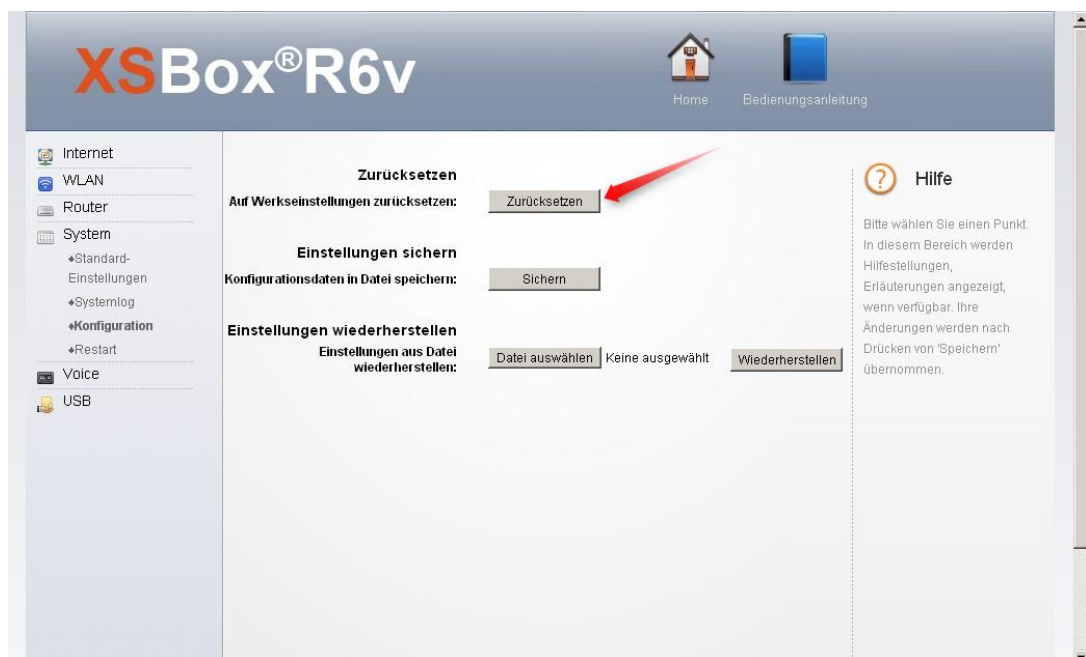 XSBox®R6v
Home
Bedienungsanleitung
Internet
WLAN
Router
System
Standard-
Einstellungen
Systemlog
Konfiguration
Restart
Voice
USB
Zurücksetzen
Auf Werkseinstellungen zurücksetzen:
Zurücksetzen
Einstellungen sichern
Konfigurationsdaten in Datei speichern:
Sichern
Einstellungen wiederherstellen
Einstellungen aus Datei
wiederherstellen:
Datei auswählen
Keine ausgewählt
Wiederherstellen
Hilfe
Bitte wählen Sie einen Punkt.
In diesem Bereich werden
Hilfestellungen,
Erläuterungen angezeigt,
wenn verfügbar. Ihre
Änderungen werden nach
Drücken von 'Speichern'
übernommen.